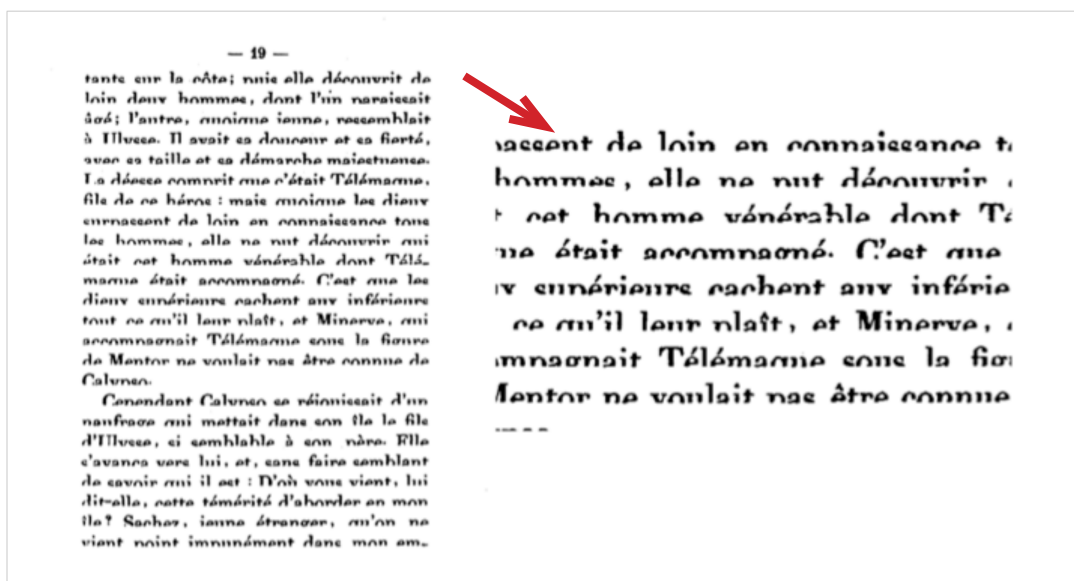 — 19 —
tants sur la côte; puis elle découvrit de
loin deux hommes, dont l'un paraissait
âgé; l'autre, quoique jeune, ressemblait
à Ulysse. Il avait sa douceur et sa fierté,
avec sa taille et sa démarche majestueuse.
La déesse comprit que c'était Télémaque,
fils de ce héros : mais quoique les dieux
surpassent de loin en connaissance tous
les hommes, elle ne put découvrir qui
était cet homme vénérable dont Télé-
maque était accompagné. C'est que les
dieux supérieurs cachent aux inférieurs
tout ce qu'il leur plaît, et Minerve, qui
accompagnait Télémaque sous la figure
de Mentor ne voulait pas être connue de
Calypso.
Cependant Calypso se réjouissait d'un
naufrage qui mettait dans son île le fils
d'Ulysse, si semblable à son père. Elle
s'avança vers lui, et, sans faire semblant
de savoir qui il est : D'où vous vient, lui
dit-elle, cette témérité d'aborder en mon
île? Sachez, jeune étranger, qu'on ne
vient point impunément dans mon em-
passent de loin en connaissance
hommes, elle ne put découvrir
cet homme vénérable dont Té
que était accompagné. C'est que
supérieurs cachent aux inférie
ce qu'il leur plaît, et Minerve,
mpagnait Télémaque sous la fig
Mentor ne voulait pas être connue